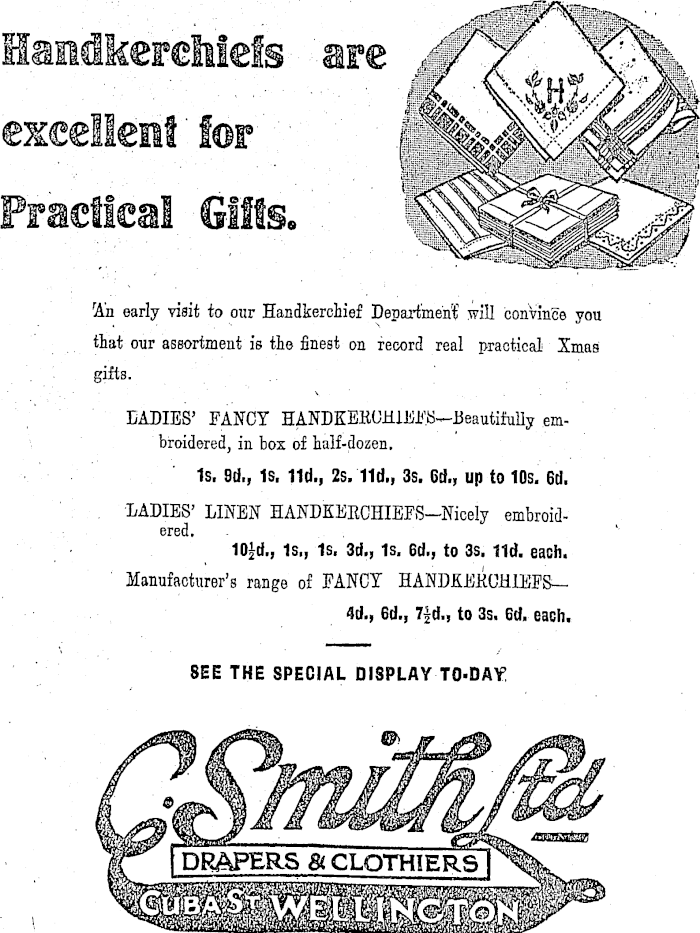 Handkerchiefs are
H
excellent for
Practical Gifts.
An early visit to our Handkerchief Department will convince you
that our assortment is the finest on record real practical Xmas
gifts.
LADIES' FANCY HANDKERCHIEFS—Beautifully em-
broidered, in box of half-dozen.
1s. 9d., 1s. 11d., 2s. 11d., 3s. 6d., up to 10s. 6d.
LADIES' LINEN HANDKERCHIEFS—Nicely embroid-
ered.
10½d., 1s., 1s. 3d., 1s. 6d., to 3s. 11d. each.
Manufacturer's range of FANCY HANDKERCHIEFS—
4d., 6d., 7½d., to 3s. 6d. each.
SEE THE SPECIAL DISPLAY TO-DAY.
C. Smith Ltd
DRAPERS & CLOTHIERS
CUBA ST WELLINGTON